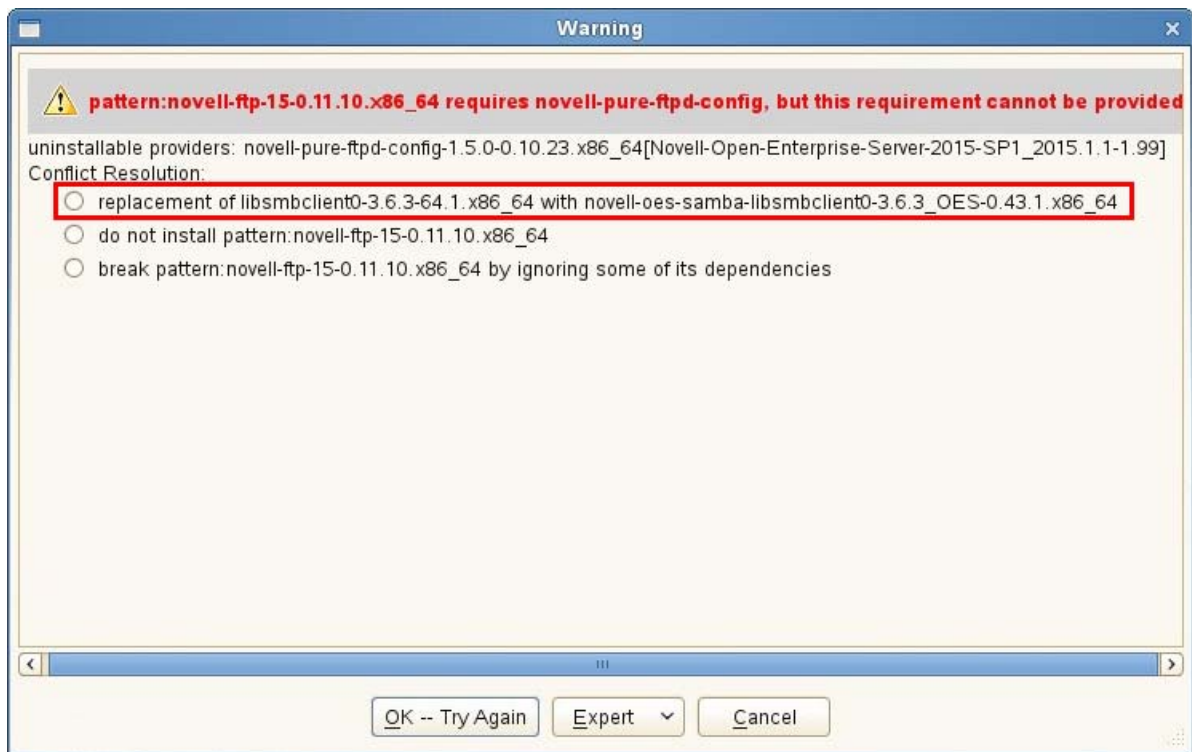 Warning
pattern:novell-ftp-15-0.11.10.x86_64 requires novell-pure-ftpd-config, but this requirement cannot be provided
uninstallable providers: novell-pure-ftpd-config-1.5.0-0.10.23.x86_64[Novell-Open-Enterprise-Server-2015-SP1_2015.1.1-1.99]
Conflict Resolution:
replacement of libsmbclient0-3.6.3-64.1.x86_64 with novell-oes-samba-libsmbclient0-3.6.3_OES-0.43.1.x86_64
do not install pattern:novell-ftp-15-0.11.10.x86_64
break pattern:novell-ftp-15-0.11.10.x86_64 by ignoring some of its dependencies
OK -- Try Again
Expert
Cancel